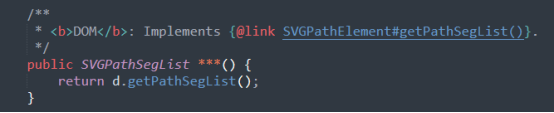 /**
* <b>DOM</b>: Implements {@link SVGPathElement#getPathSegList()}.
*/
public SVGPathSegList ***() {
return d.getPathSegList();
}